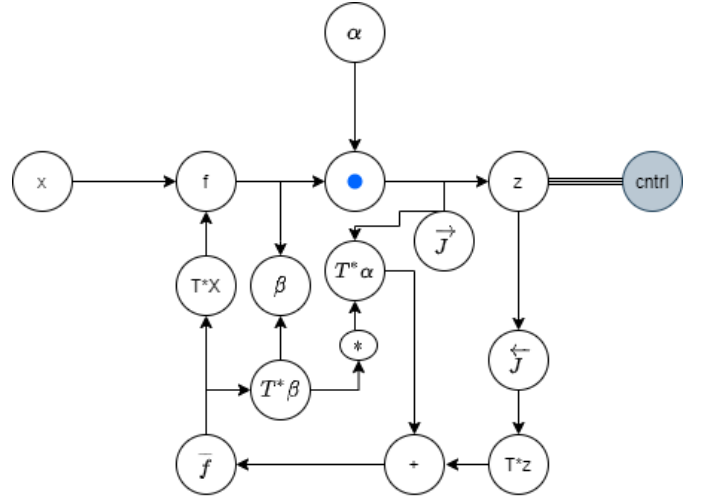 α
x
f
z
cntrl
J⃗
T*α
T*X
β
*
J⃖
T*β
f̅
+
T*z